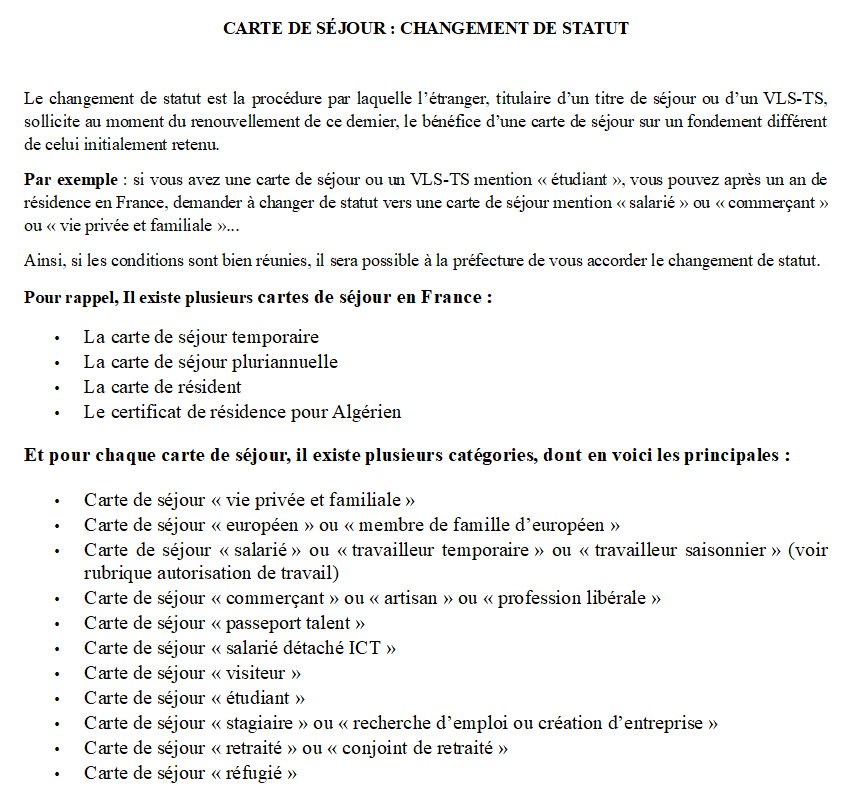 CARTE DE SÉJOUR : CHANGEMENT DE STATUT
Le changement de statut est la procédure par laquelle l’étranger, titulaire d’un titre de séjour ou d’un VLS-TS,
sollicite au moment du renouvellement de ce dernier, le bénéfice d’une carte de séjour sur un fondement différent
de celui initialement retenu.
Par exemple : si vous avez une carte de séjour ou un VLS-TS mention « étudiant », vous pouvez après un an de
résidence en France, demander à changer de statut vers une carte de séjour mention « salarié » ou « commerçant »
ou « vie privée et familiale »...
Ainsi, si les conditions sont bien réunies, il sera possible à la préfecture de vous accorder le changement de statut.
Pour rappel, Il existe plusieurs cartes de séjour en France :
• La carte de séjour temporaire
• La carte de séjour pluriannuelle
• La carte de résident
• Le certificat de résidence pour Algérien
Et pour chaque carte de séjour, il existe plusieurs catégories, dont en voici les principales :
• Carte de séjour « vie privée et familiale »
• Carte de séjour « européen » ou « membre de famille d’européen »
• Carte de séjour « salarié » ou « travailleur temporaire » ou « travailleur saisonnier » (voir
rubrique autorisation de travail)
• Carte de séjour « commerçant » ou « artisan » ou « profession libérale »
• Carte de séjour « passeport talent »
• Carte de séjour « salarié détaché ICT »
• Carte de séjour « visiteur »
• Carte de séjour « étudiant »
• Carte de séjour « stagiaire » ou « recherche d’emploi ou création d’entreprise »
• Carte de séjour « retraité » ou « conjoint de retraité »
• Carte de séjour « réfugié »